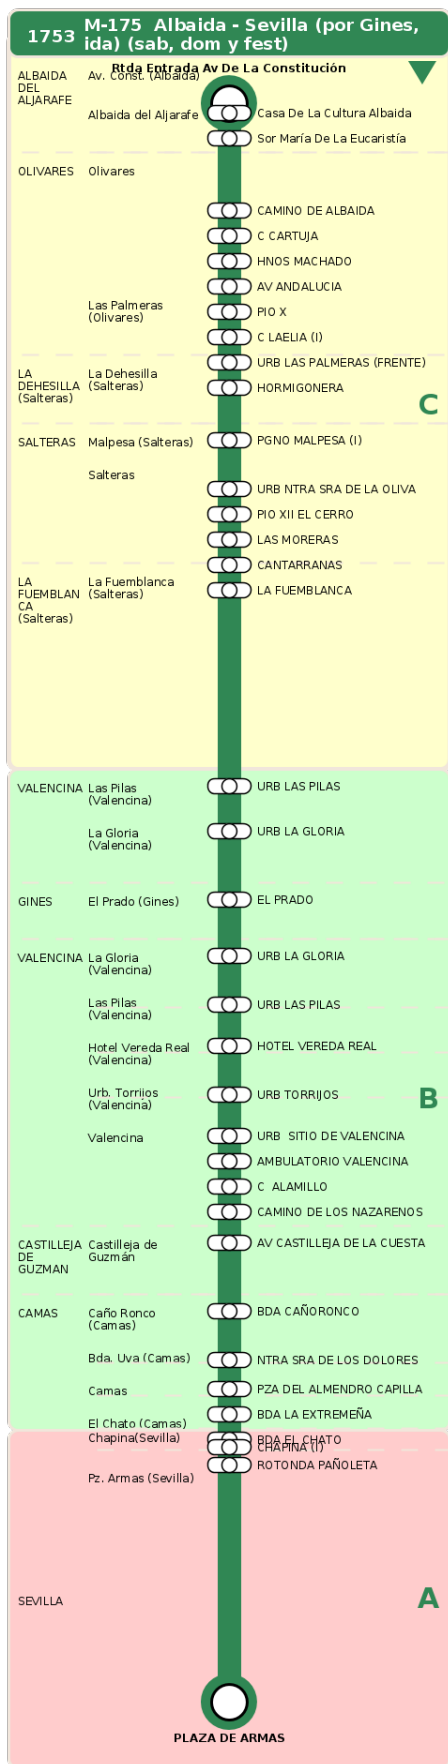 1753 M-175 Albaida - Sevilla (por Gines,
ida) (sab, dom y fest)
Rtda Entrada Av De La Constitución
ALBAIDA
DEL
ALJARAFE
Av. Const. (Albaida)
Albaida del Aljarafe
Casa De La Cultura Albaida
Sor María De La Eucaristía
OLIVARES
Olivares
CAMINO DE ALBAIDA
C CARTUJA
HNOS MACHADO
AV ANDALUCIA
Las Palmeras
(Olivares)
PIO X
C LAELIA (I)
URB LAS PALMERAS (FRENTE)
LA
DEHESILLA
(Salteras)
La Dehesilla
(Salteras)
HORMIGONERA
C
SALTERAS
Malpesa (Salteras)
PGNO MALPESA (I)
Salteras
URB NTRA SRA DE LA OLIVA
PIO XII EL CERRO
LAS MORERAS
CANTARRANAS
LA
FUEMBLAN
CA
(Salteras)
La Fuemblanca
(Salteras)
LA FUEMBLANCA
VALENCINA
Las Pilas
(Valencina)
URB LAS PILAS
La Gloria
(Valencina)
URB LA GLORIA
GINES
El Prado (Gines)
EL PRADO
VALENCINA
La Gloria
(Valencina)
URB LA GLORIA
Las Pilas
(Valencina)
URB LAS PILAS
Hotel Vereda Real
(Valencina)
HOTEL VEREDA REAL
Urb. Torrijos
(Valencina)
URB TORRIJOS
B
Valencina
URB SITIO DE VALENCINA
AMBULATORIO VALENCINA
C ALAMILLO
CAMINO DE LOS NAZARENOS
CASTILLEJA
DE
GUZMAN
Castilleja de
Guzmán
AV CASTILLEJA DE LA CUESTA
CAMAS
Caño Ronco
(Camas)
BDA CAÑORONCO
Bda. Uva (Camas)
NTRA SRA DE LOS DOLORES
Camas
PZA DEL ALMENDRO CAPILLA
BDA LA EXTREMEÑA
El Chato (Camas)
BDA EL CHATO
Chapina(Sevilla)
CHAPINA (I)
ROTONDA PAÑOLETA
Pz. Armas (Sevilla)
SEVILLA
A
PLAZA DE ARMAS